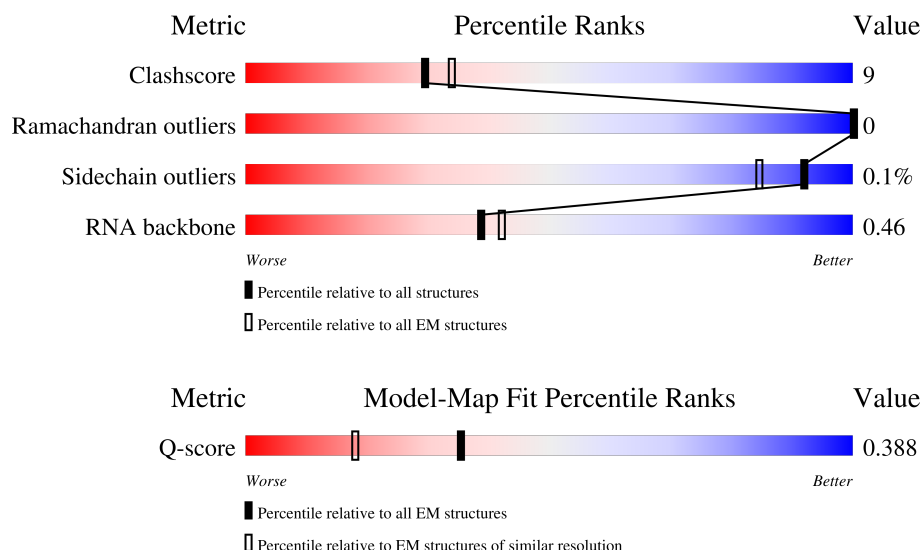 Metric Percentile Ranks Value
Clashscore 9
Ramachandran outliers 0
Sidechain outliers 0.1%
RNA backbone 0.46
Worse Better
Percentile relative to all structures
Percentile relative to all EM structures
Metric Model-Map Fit Percentile Ranks Value
Q-score 0.388
Worse Better
Percentile relative to all EM structures
Percentile relative to EM structures of similar resolution